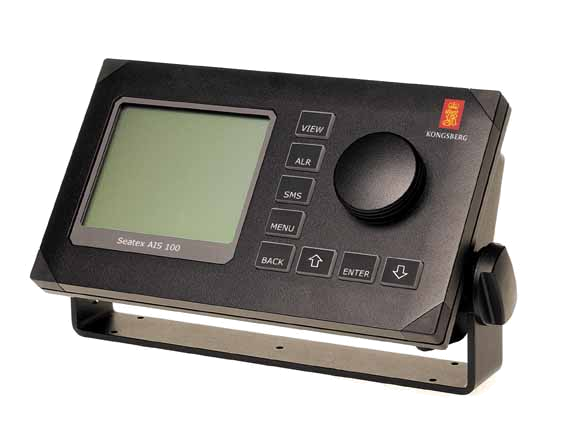 VIEW
KONGSBERG
ALR
SMS
MENU
Seatex AIS 100
BACK
ENTER